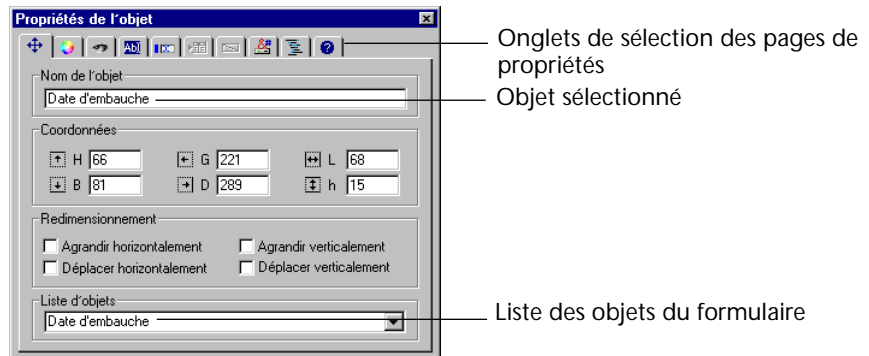 Propriétés de l'objet
Ab
?
Onglets de sélection des pages de
propriétés
Nom de l'objet
Date d'embauche
Objet sélectionné
Coordonnées
H 66 G 221 L 68
B 81 D 289 h 15
Redimensionnement
Agrandir horizontalement Agrandir verticalement
Déplacer horizontalement Déplacer verticalement
Liste d'objets
Date d'embauche
Liste des objets du formulaire